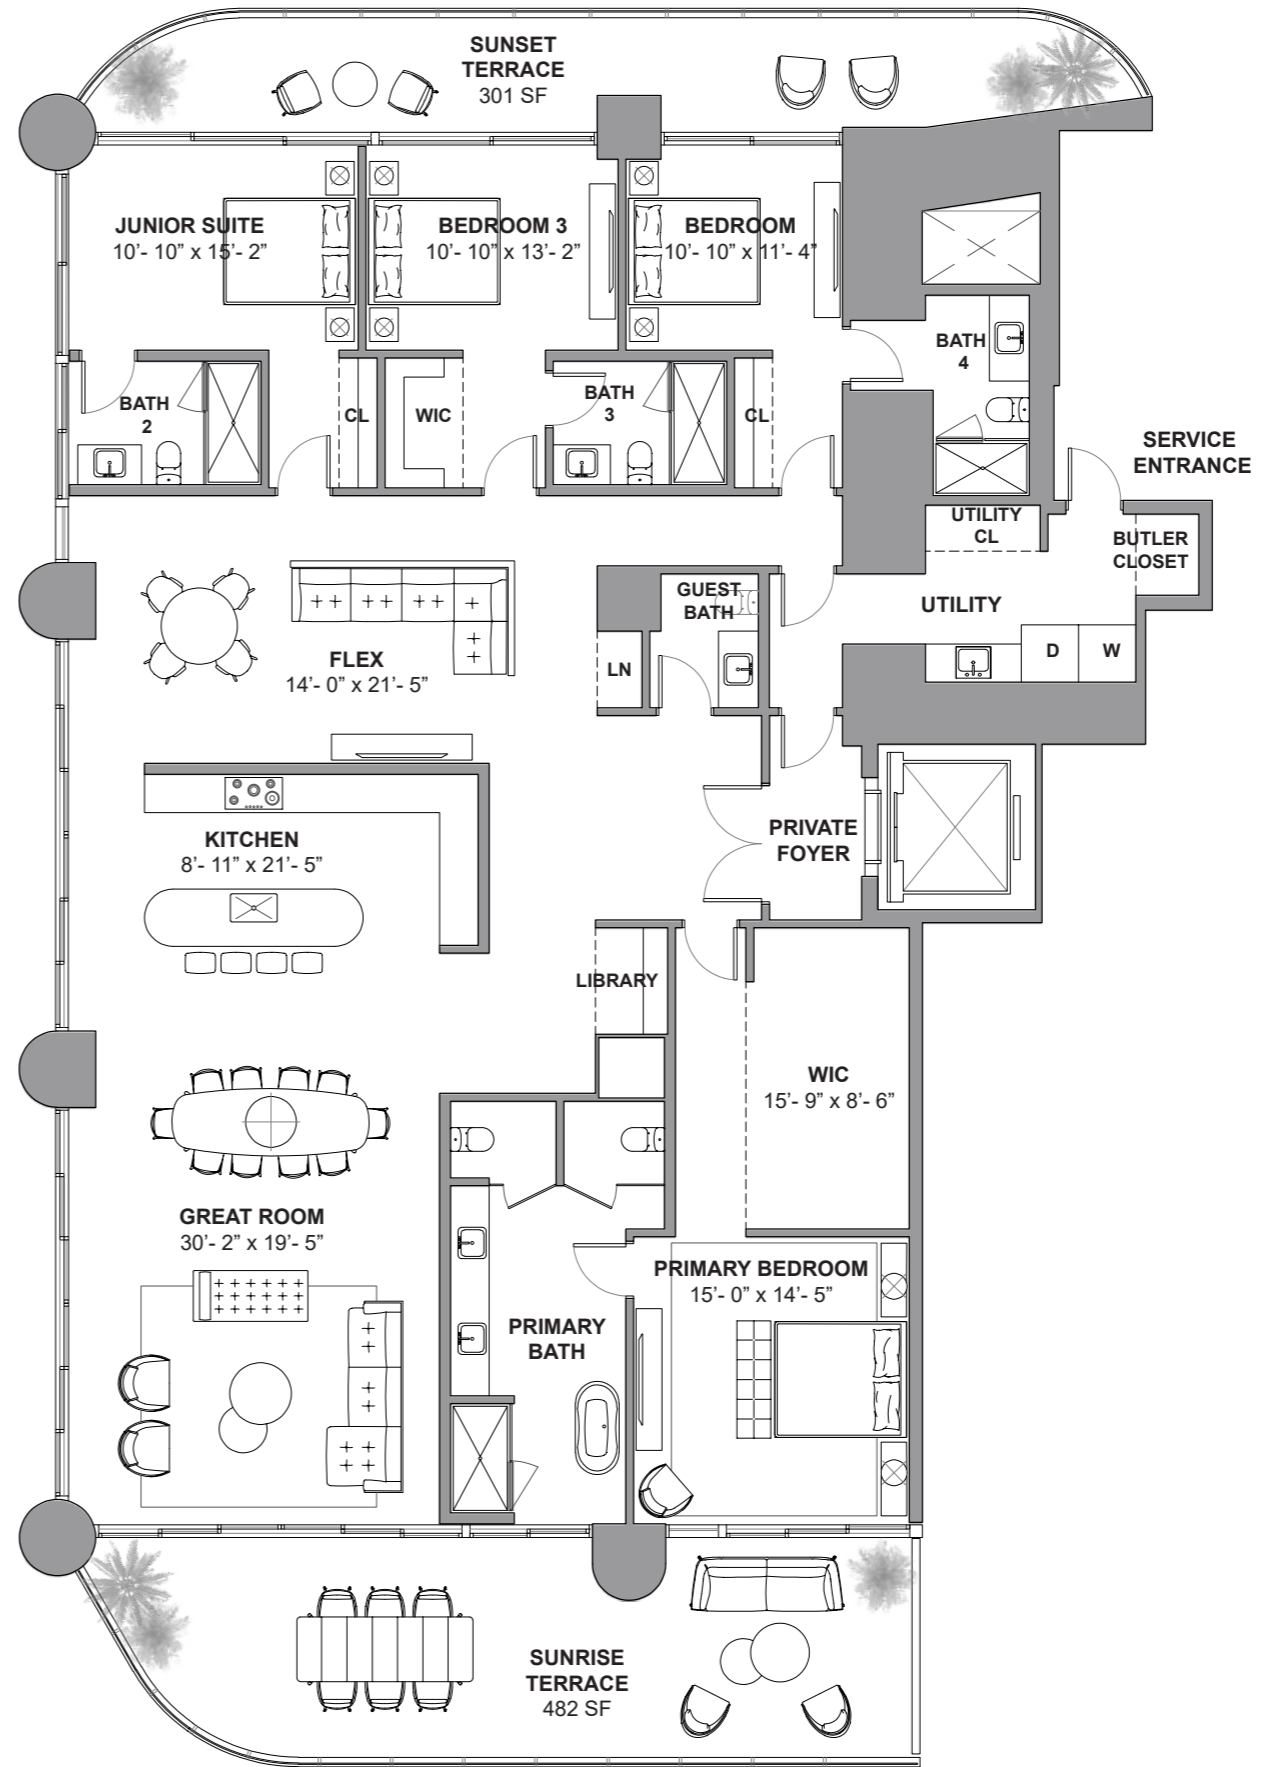 SUNSET
TERRACE
301 SF
JUNIOR SUITE
10’- 10” x 15’- 2”
BEDROOM 3
10’- 10” x 13’- 2”
BEDROOM
10’- 10” x 11’- 4”
BATH
4
BATH
2
CL
WIC
BATH
3
CL
SERVICE
ENTRANCE
UTILITY
CL
BUTLER
CLOSET
GUEST
BATH
UTILITY
FLEX
14’- 0” x 21’- 5”
LN
D
W
KITCHEN
8’- 11” x 21’- 5”
PRIVATE
FOYER
LIBRARY
WIC
15’- 9” x 8’- 6”
GREAT ROOM
30’- 2” x 19’- 5”
PRIMARY BEDROOM
15’- 0” x 14’- 5”
PRIMARY
BATH
SUNRISE
TERRACE
482 SF